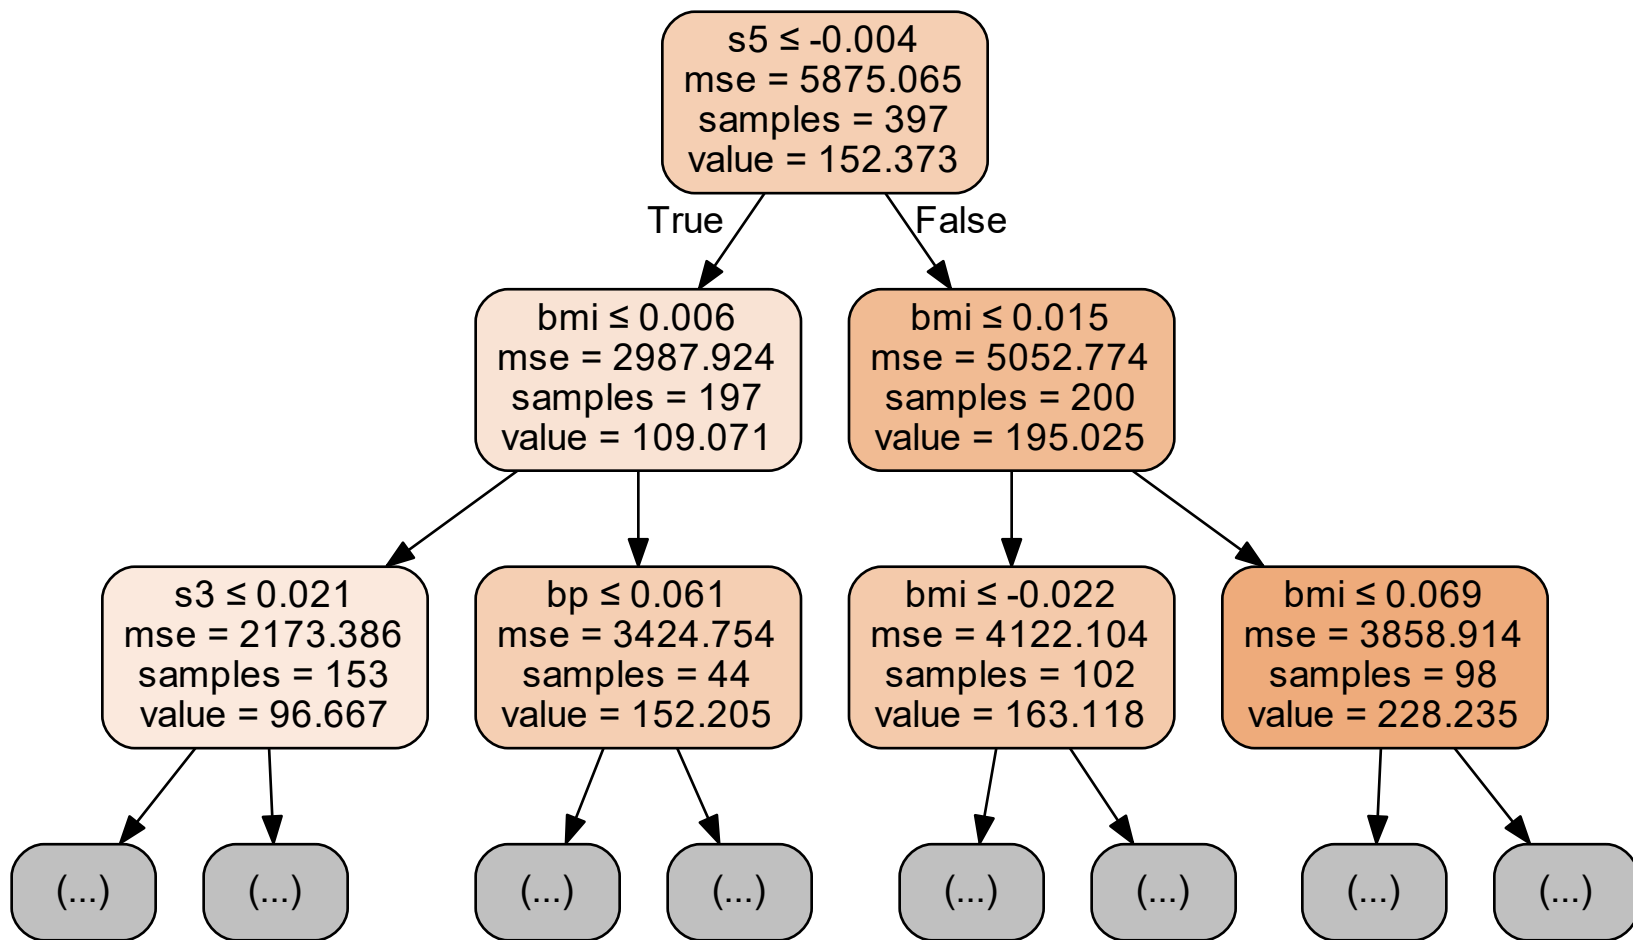 s5 ≤ -0.004
mse = 5875.065
samples = 397
value = 152.373
True
False
bmi ≤ 0.006
mse = 2987.924
samples = 197
value = 109.071
bmi ≤ 0.015
mse = 5052.774
samples = 200
value = 195.025
s3 ≤ 0.021
mse = 2173.386
samples = 153
value = 96.667
bp ≤ 0.061
mse = 3424.754
samples = 44
value = 152.205
bmi ≤ -0.022
mse = 4122.104
samples = 102
value = 163.118
bmi ≤ 0.069
mse = 3858.914
samples = 98
value = 228.235
(...)
(...)
(...)
(...)
(...)
(...)
(...)
(...)